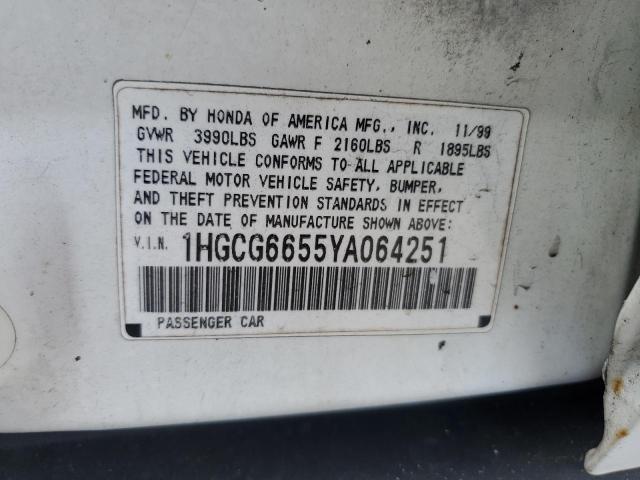 MFD. BY HONDA OF AMERICA MFG., INC. 11/99
GVWR 3990LBS GAWR F 2160LBS R 1895LBS
THIS VEHICLE CONFORMS TO ALL APPLICABLE
FEDERAL MOTOR VEHICLE SAFETY, BUMPER,
AND THEFT PREVENTION STANDARDS IN EFFECT
ON THE DATE OF MANUFACTURE SHOWN ABOVE:
V.I.N. 1HGCG6655YA064251
PASSENGER CAR